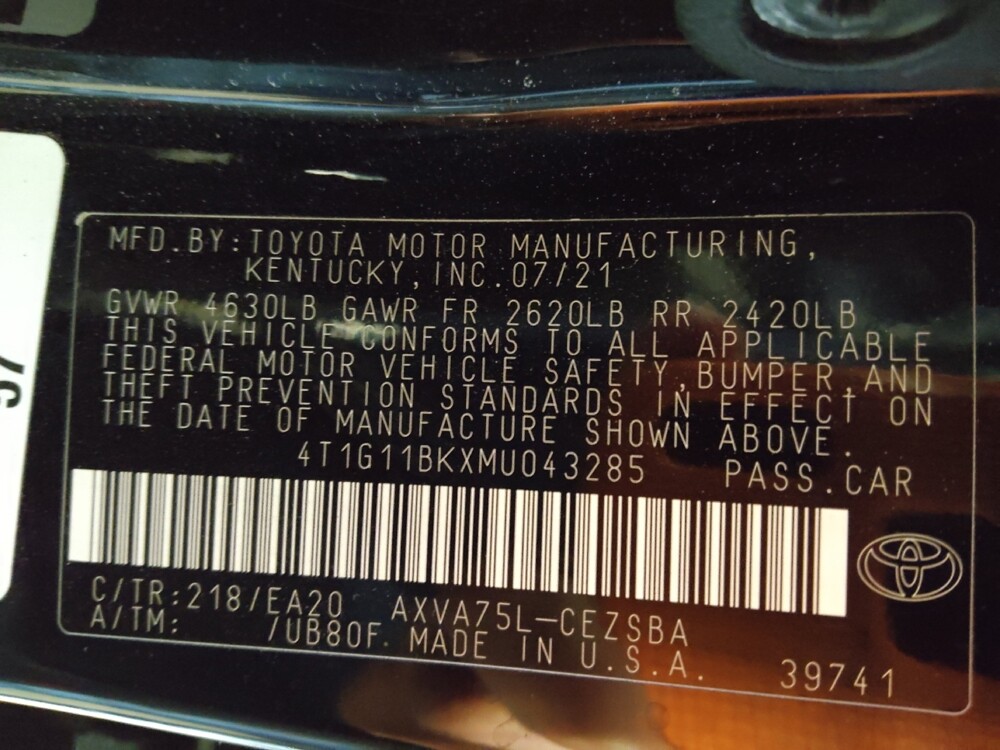 MFD.BY:TOYOTA MOTOR MANUFACTURING,
KENTUCKY,INC.07/21
GVWR 4630LB GAWR FR 2620LB RR 2420LB
THIS VEHICLE CONFORMS TO ALL APPLICABLE
FEDERAL MOTOR VEHICLE SAFETY,BUMPER,AND
THEFT PREVENTION STANDARDS IN EFFECT ON
THE DATE OF MANUFACTURE SHOWN ABOVE.
4T1G11BKXMU043285 PASS.CAR
C/TR:218/EA20 AXVA75L-CEZSBA
A/TM: /UB80F MADE IN U.S.A.
39741